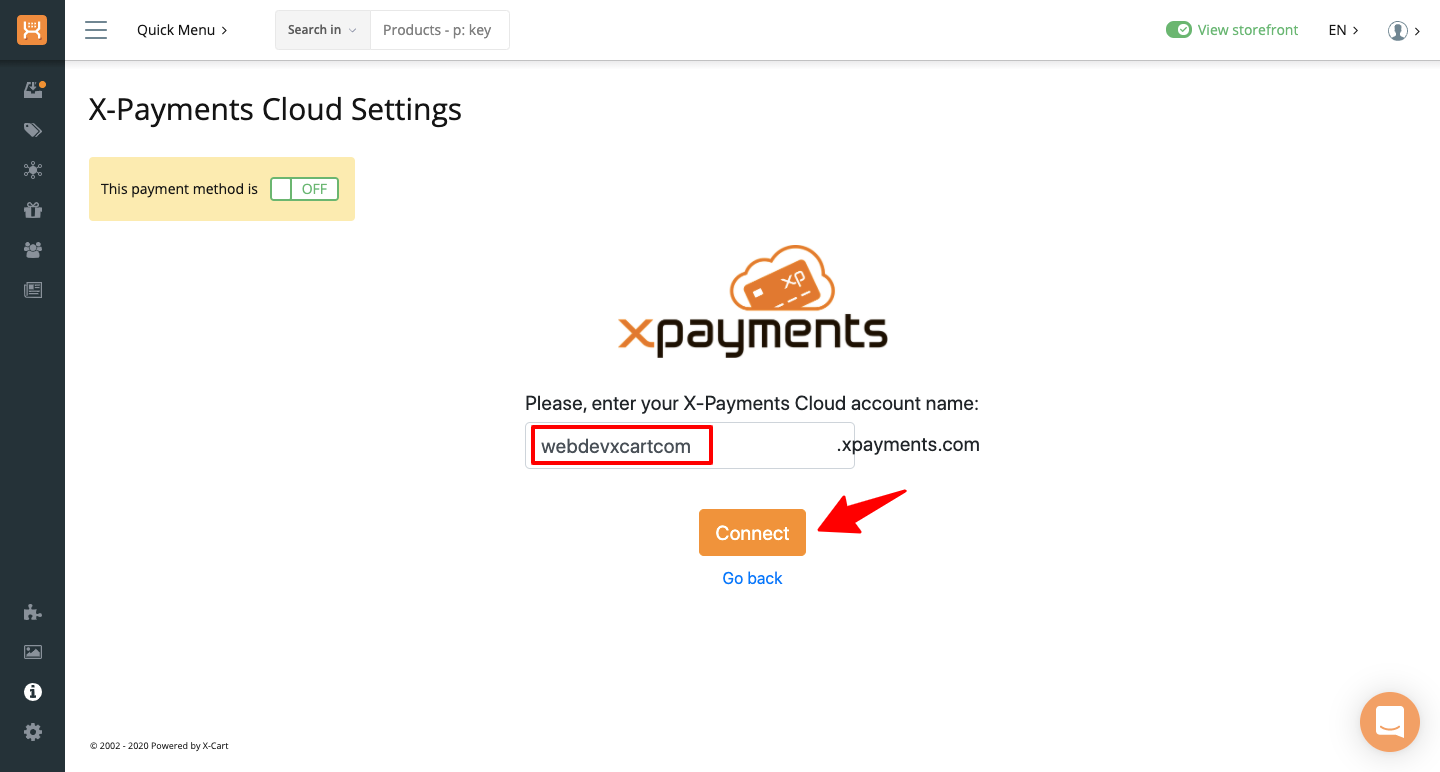 Quick Menu
Search in
Products - p: key
View storefront
EN
X-Payments Cloud Settings
This payment method is OFF
xp
xpayments
Please, enter your X-Payments Cloud account name:
webdevxcartcom .xpayments.com
Connect
Go back
© 2002 - 2020 Powered by X-Cart